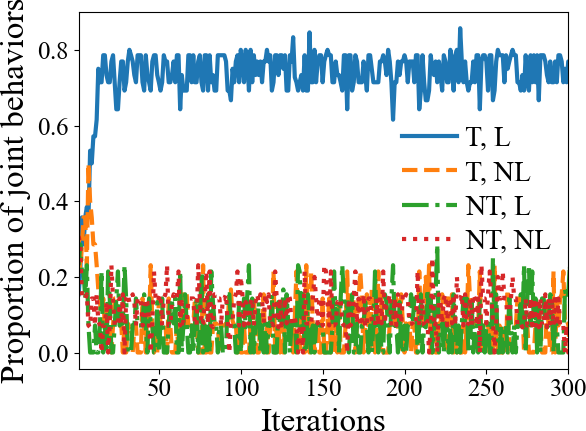 Proportion of joint behaviors
0.8
0.6
0.4
0.2
0.0
T, L
T, NL
NT, L
NT, NL
50 100 150 200 250 300
Iterations